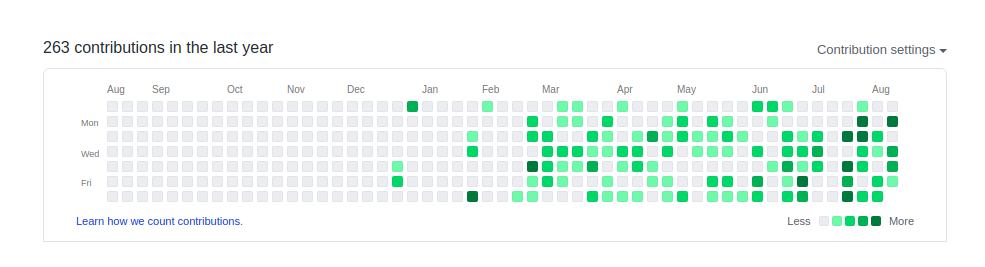 263 contributions in the last year
Contribution settings
Aug Sep Oct Nov Dec Jan Feb Mar Apr May Jun Jul Aug
Mon
Wed
Fri
Learn how we count contributions.
Less More